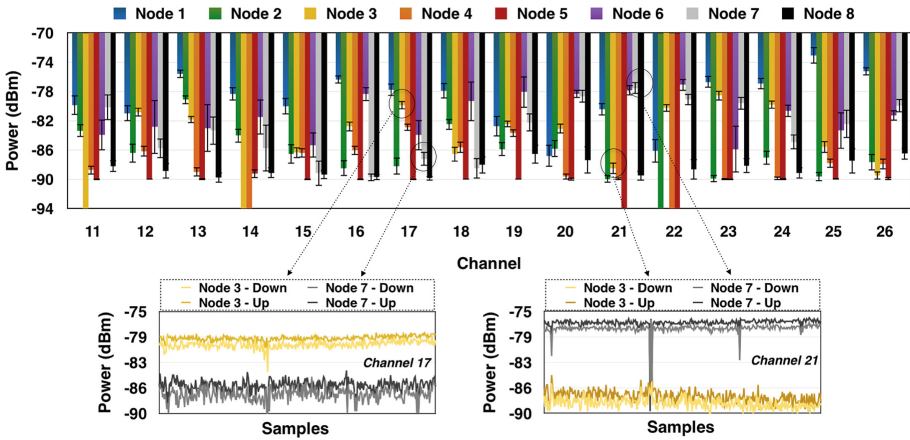 Node 1 Node 2 Node 3 Node 4 Node 5 Node 6 Node 7 Node 8
-70
-74
-78
-82
-86
-90
-94
Power (dBm)
11 12 13 14 15 16 17 18 19 20 21 22 23 24 25 26
Channel
Node 3 - Down Node 7 - Down
Node 3 - Up Node 7 - Up
-75
-79
-83
-86
-90
Power (dBm)
Channel 17
Samples
Node 3 - Down Node 7 - Down
Node 3 - Up Node 7 - Up
-75
-79
-83
-86
-90
Power (dBm)
Channel 21
Samples